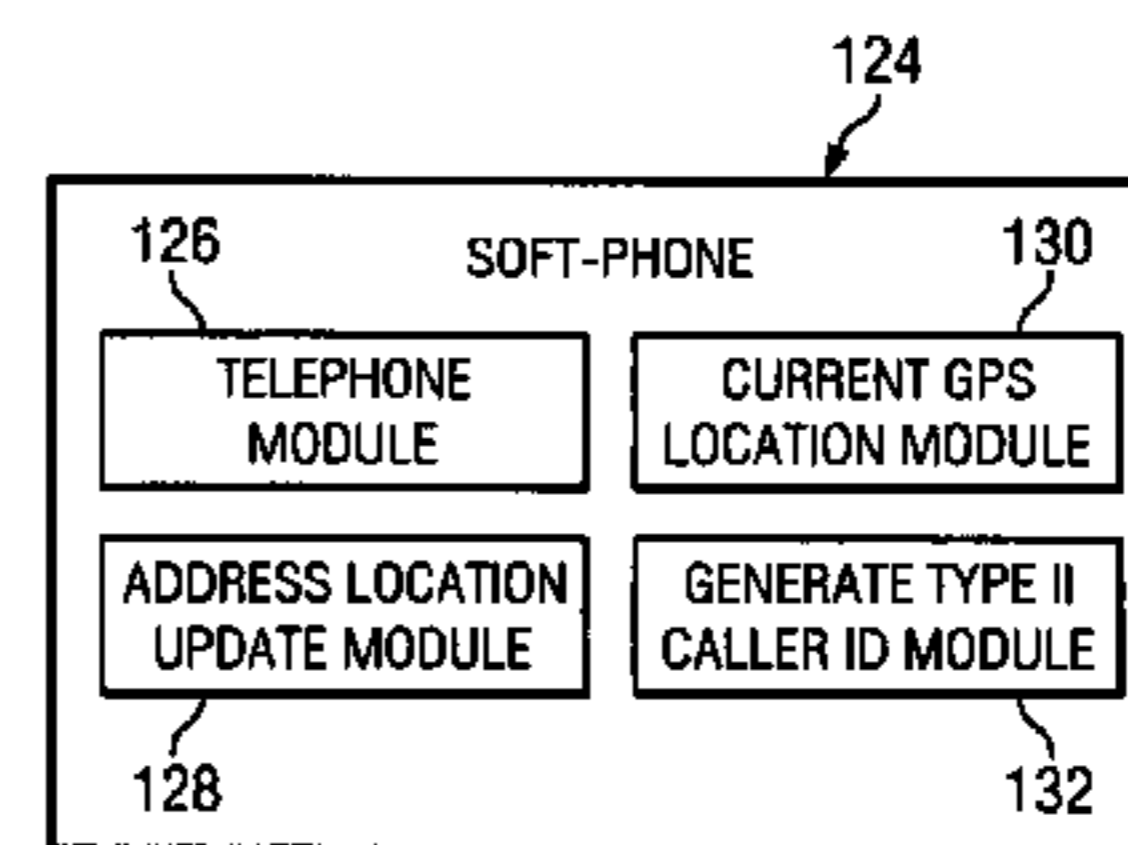 124
126
SOFT-PHONE
130
TELEPHONE
MODULE
CURRENT GPS
LOCATION MODULE
ADDRESS LOCATION
UPDATE MODULE
GENERATE TYPE II
CALLER ID MODULE
128
132